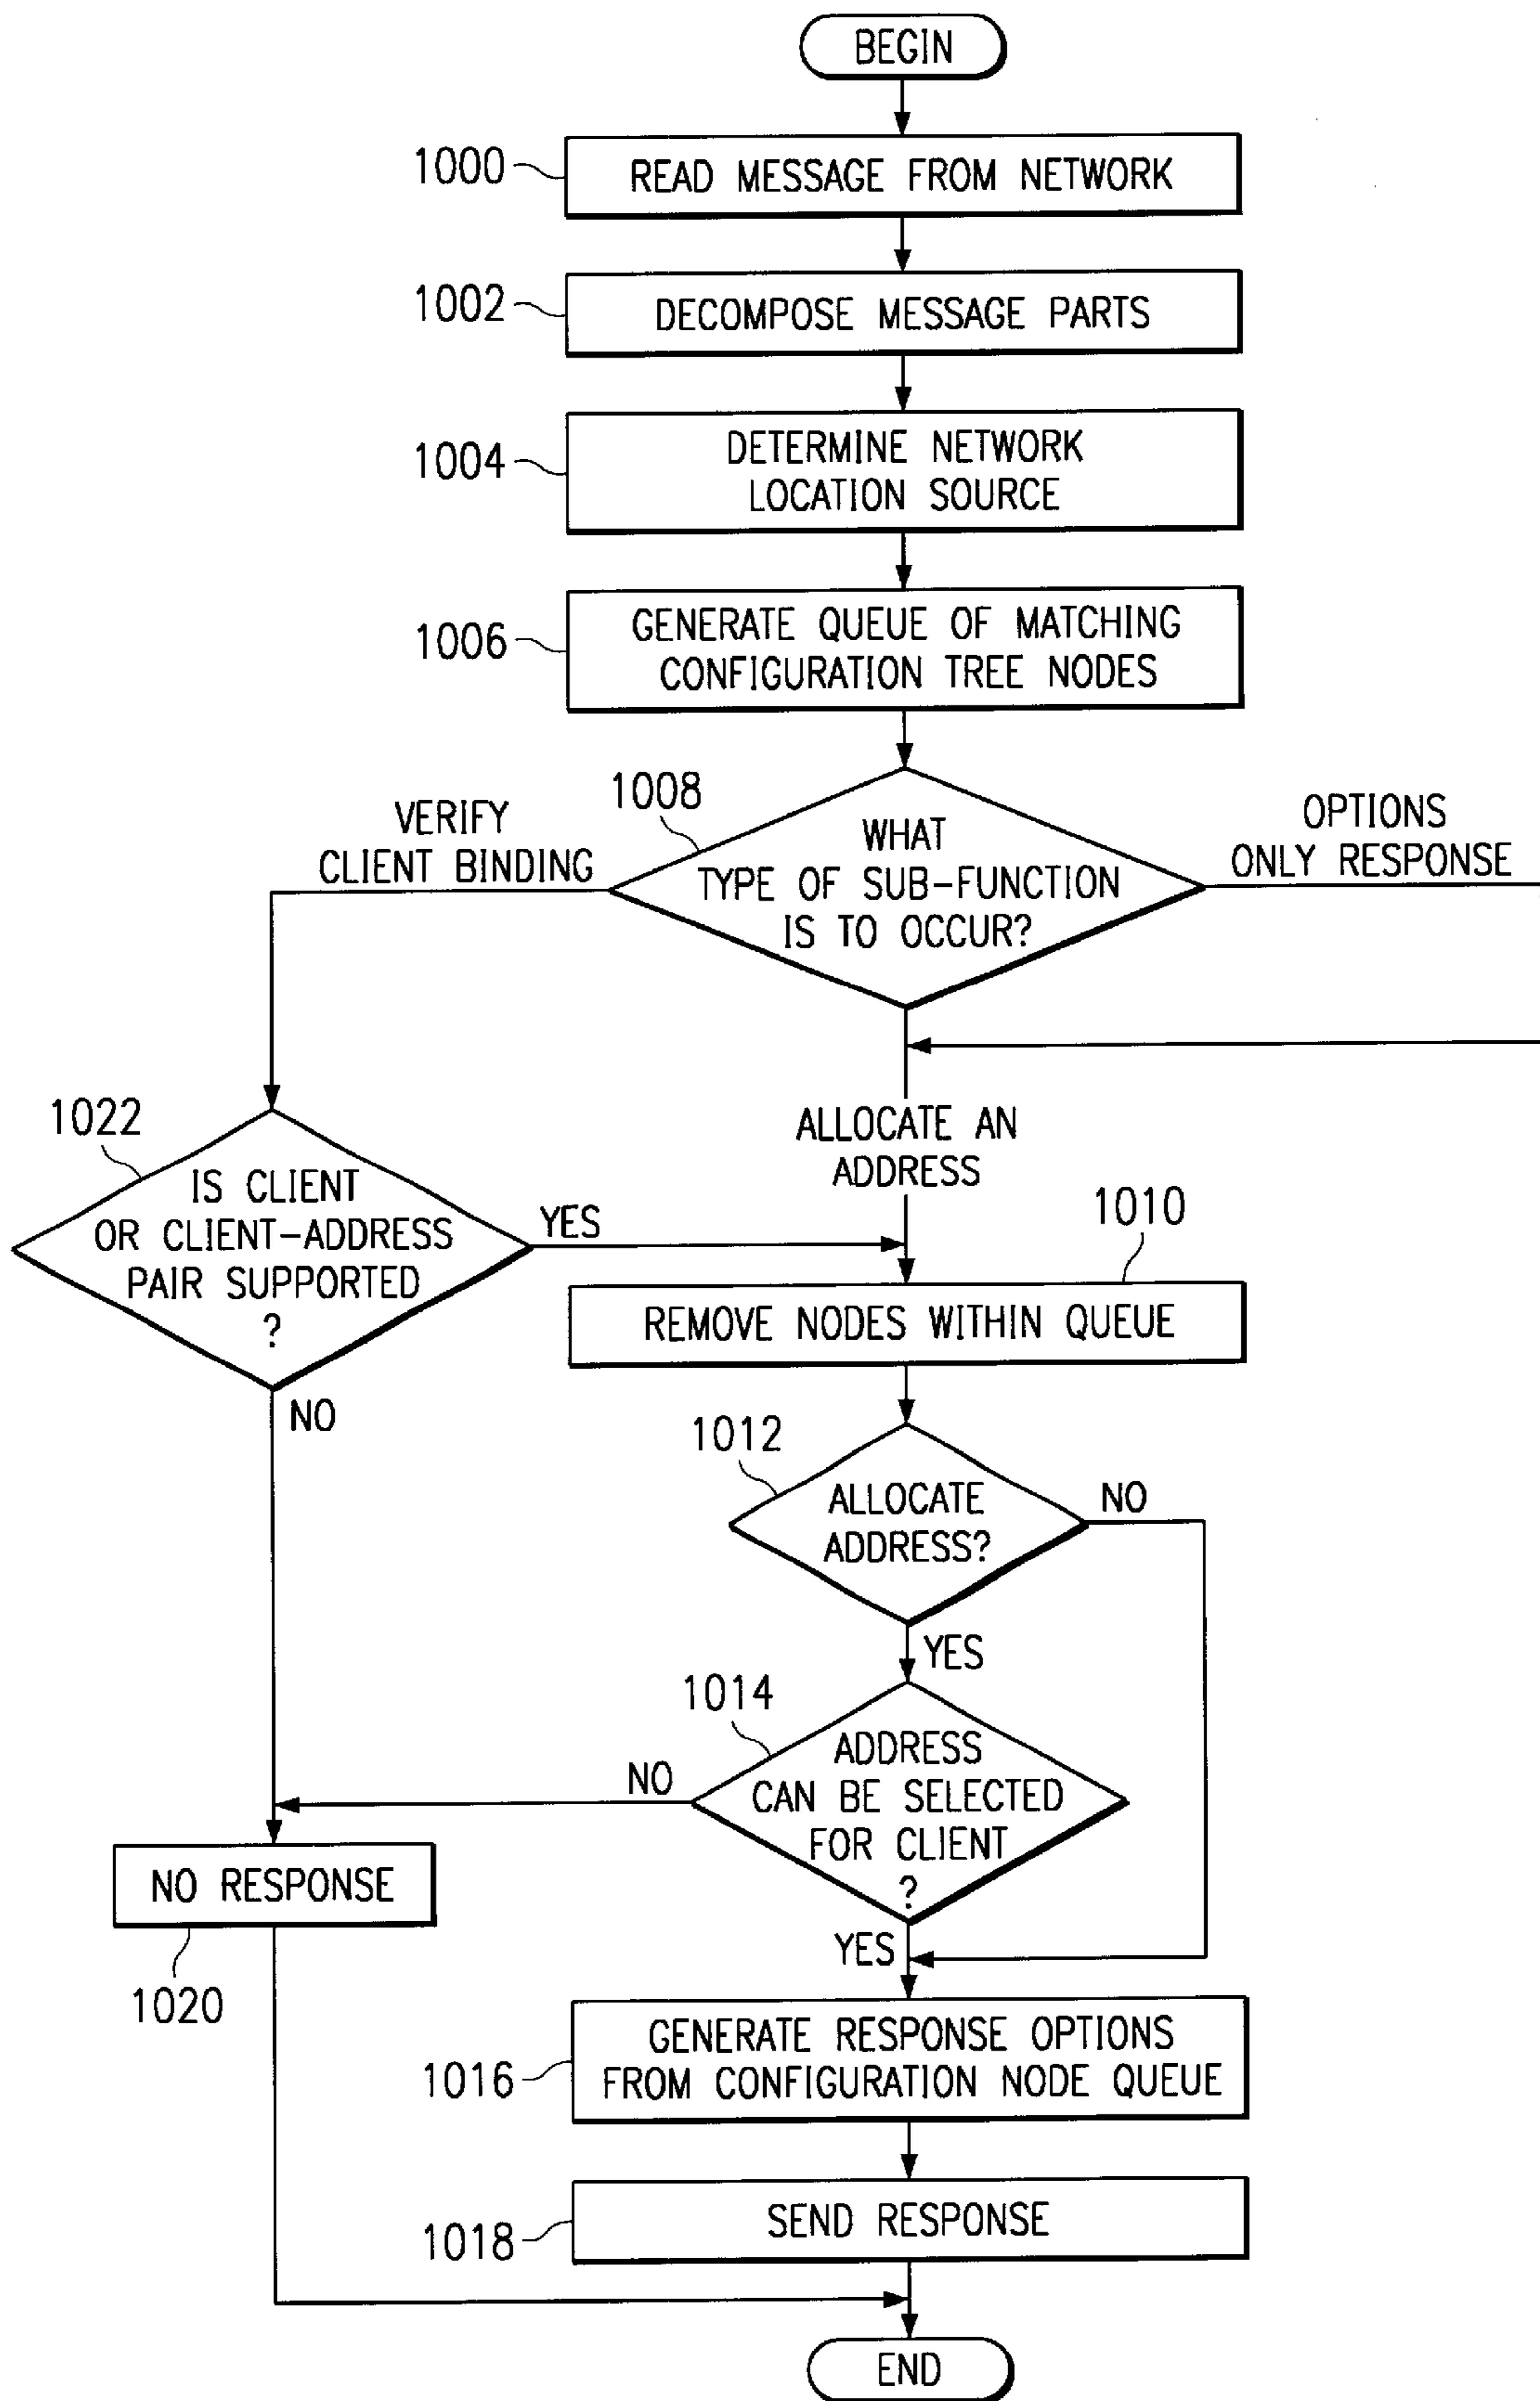 BEGIN
1000
READ MESSAGE FROM NETWORK
1002
DECOMPOSE MESSAGE PARTS
1004
DETERMINE NETWORK
LOCATION SOURCE
1006
GENERATE QUEUE OF MATCHING
CONFIGURATION TREE NODES
1008
VERIFY
CLIENT BINDING
WHAT
TYPE OF SUB-FUNCTION
IS TO OCCUR?
OPTIONS
ONLY RESPONSE
1022
IS CLIENT
OR CLIENT-ADDRESS
PAIR SUPPORTED
?
YES
NO
ALLOCATE AN
ADDRESS
1010
REMOVE NODES WITHIN QUEUE
1012
ALLOCATE
ADDRESS?
NO
YES
1014
ADDRESS
CAN BE SELECTED
FOR CLIENT
?
NO
YES
NO RESPONSE
1020
1016
GENERATE RESPONSE OPTIONS
FROM CONFIGURATION NODE QUEUE
1018
SEND RESPONSE
END